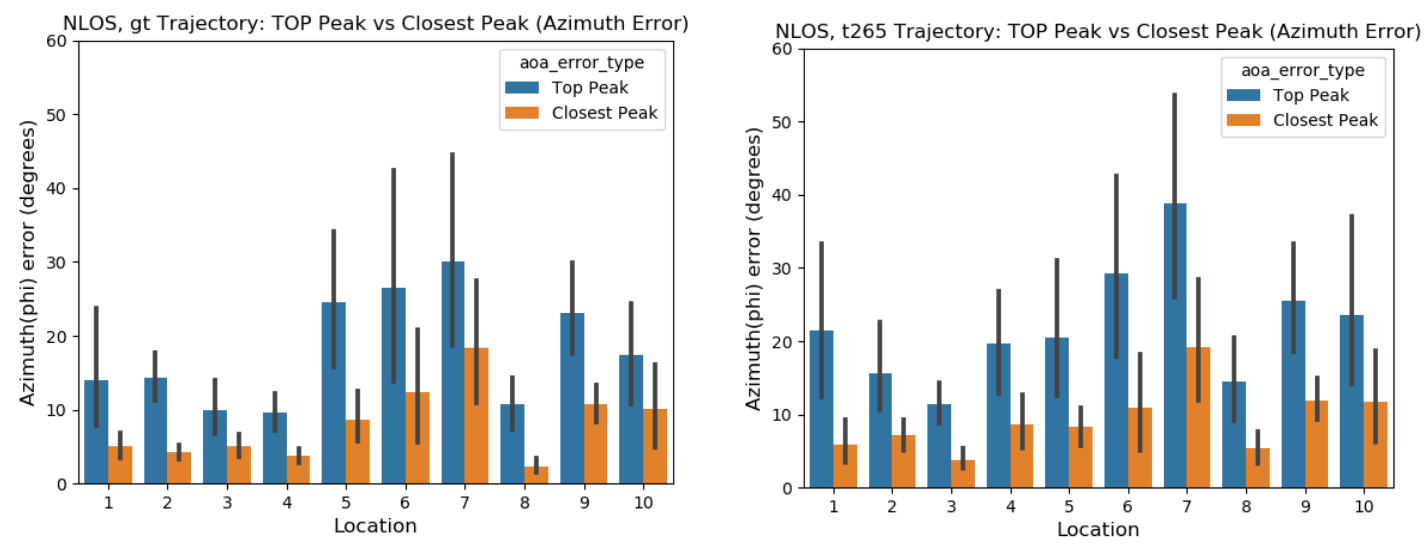 NLOS, gt Trajectory: TOP Peak vs Closest Peak (Azimuth Error)
aoa_error_type
Top Peak
Closest Peak
Azimuth(phi) error (degrees)
60
50
40
30
20
10
0
1 2 3 4 5 6 7 8 9 10
Location
NLOS, t265 Trajectory: TOP Peak vs Closest Peak (Azimuth Error)
aoa_error_type
Top Peak
Closest Peak
Azimuth(phi) error (degrees)
60
50
40
30
20
10
0
1 2 3 4 5 6 7 8 9 10
Location